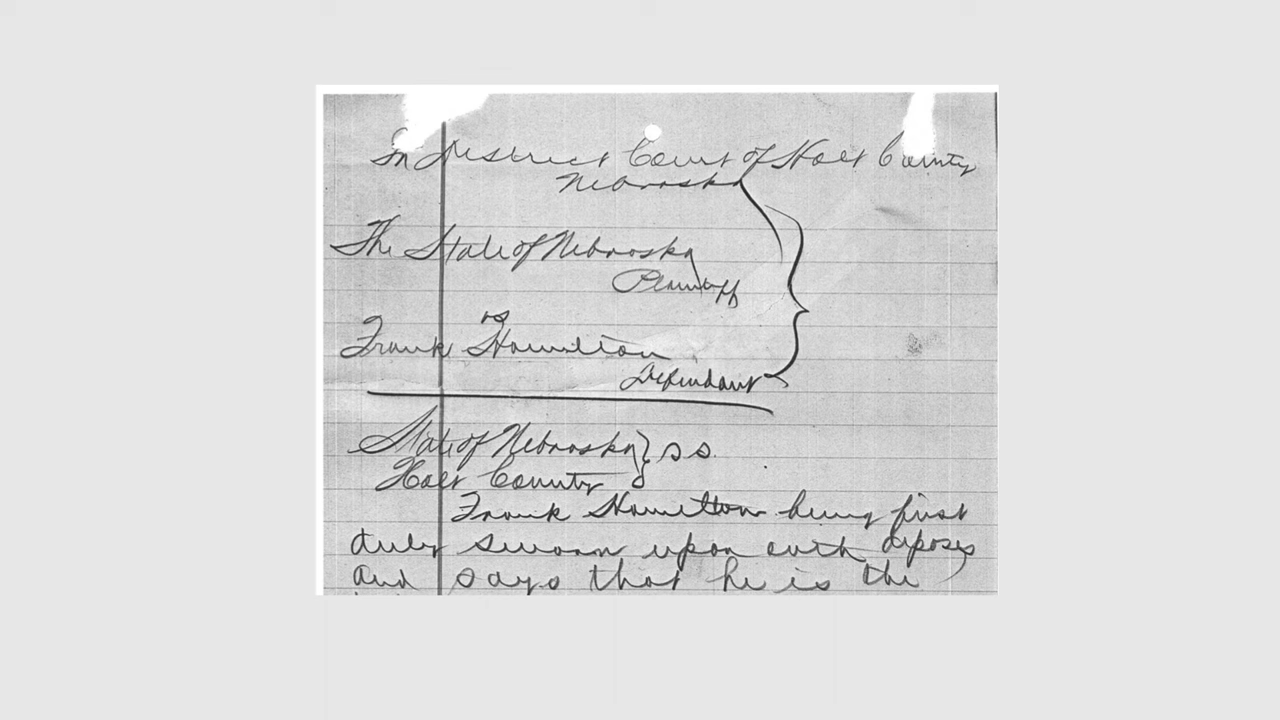 In District Court of Holt County
Nebraska
The State of Nebraska
Plaintiff
vs
Frank Hamilton
Defendant
State of Nebraska } SS.
Holt County
Frank Hamilton being first
duly sworn upon oath deposes
and says that he is the